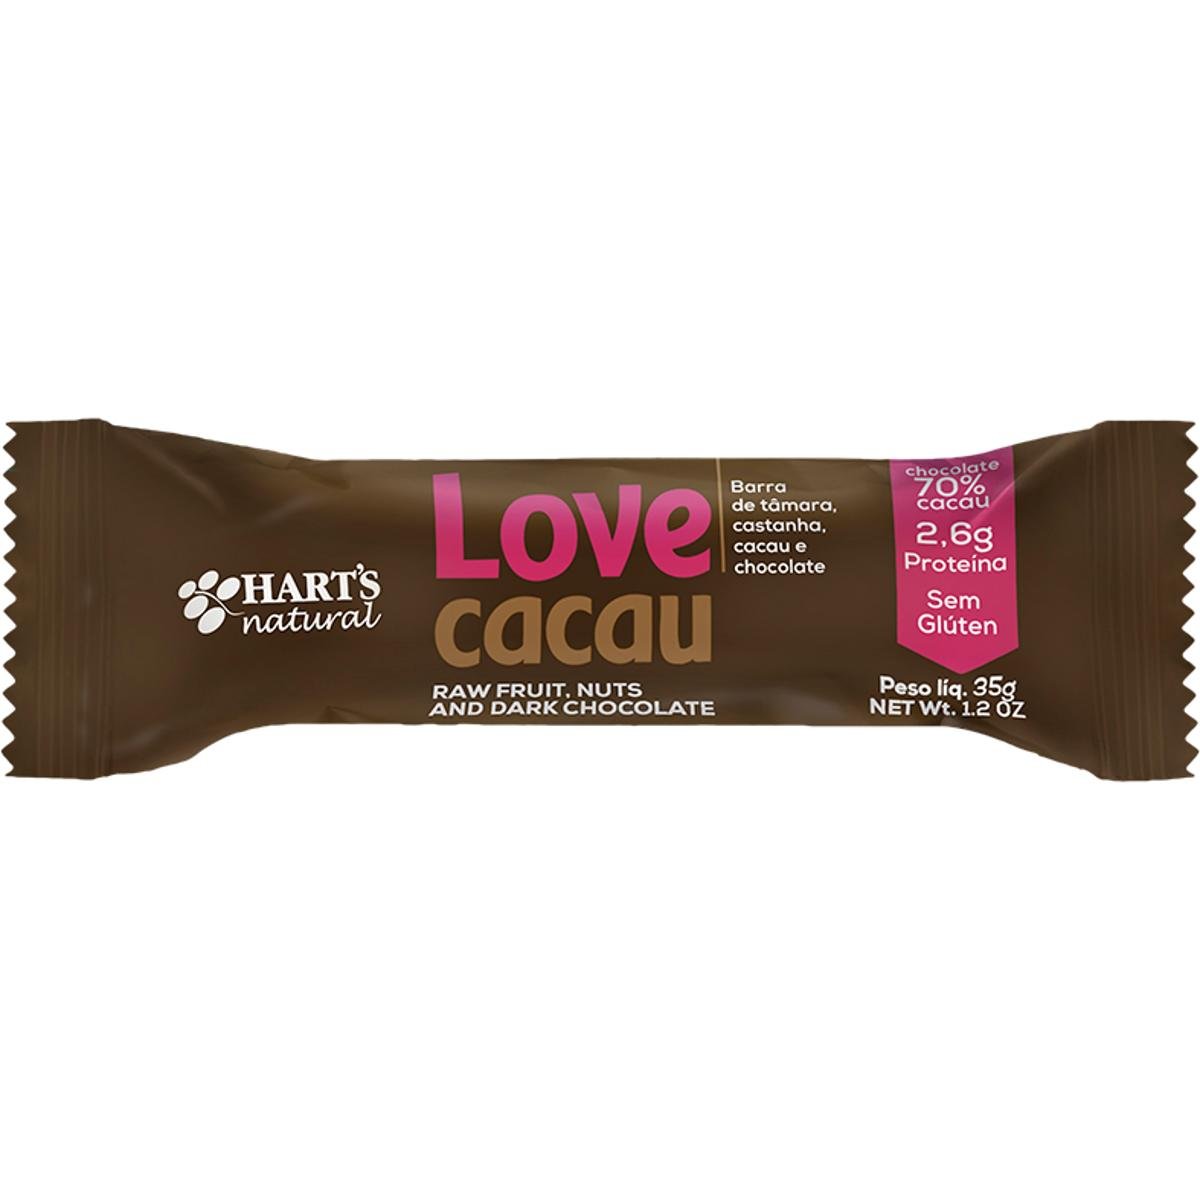 HART'S
natural
Love
cacau
RAW FRUIT, NUTS
AND DARK CHOCOLATE
Barra
de tâmara,
castanha,
cacau e
chocolate
chocolate
70%
cacau
2,6g
Proteína
Sem
Glúten
Peso líq. 35g
NET Wt. 1.2 OZ